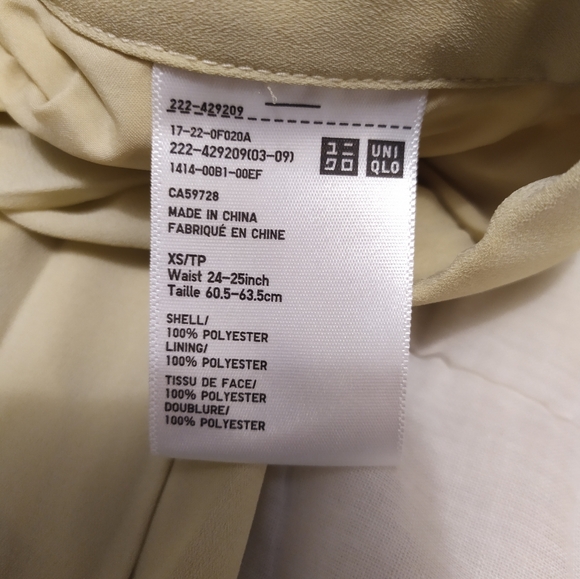 222-429209
17-22-0F020A
222-429209(03-09)
1414-00B1-00EF
ユニ
クロ
UNI
QLO
CA59728
MADE IN CHINA
FABRIQUÉ EN CHINE
XS/TP
Waist 24-25inch
Taille 60.5-63.5cm
SHELL/
100% POLYESTER
LINING/
100% POLYESTER
TISSU DE FACE/
100% POLYESTER
DOUBLURE/
100% POLYESTER